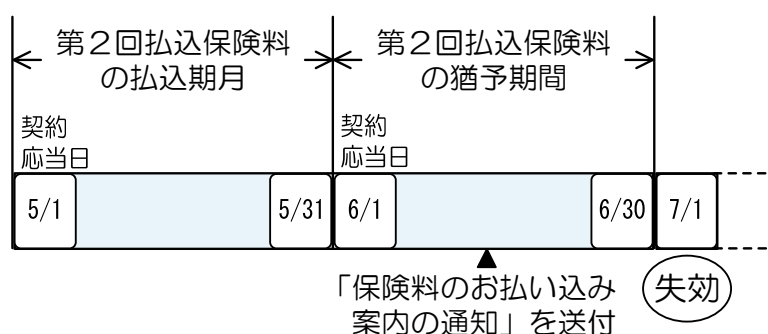 第２回払込保険料
の払込期月
第２回払込保険料
の猶予期間
契約
応当日
契約
応当日
5/1
5/31
6/1
6/30
7/1
「保険料のお払い込み
案内の通知」を送付
失効